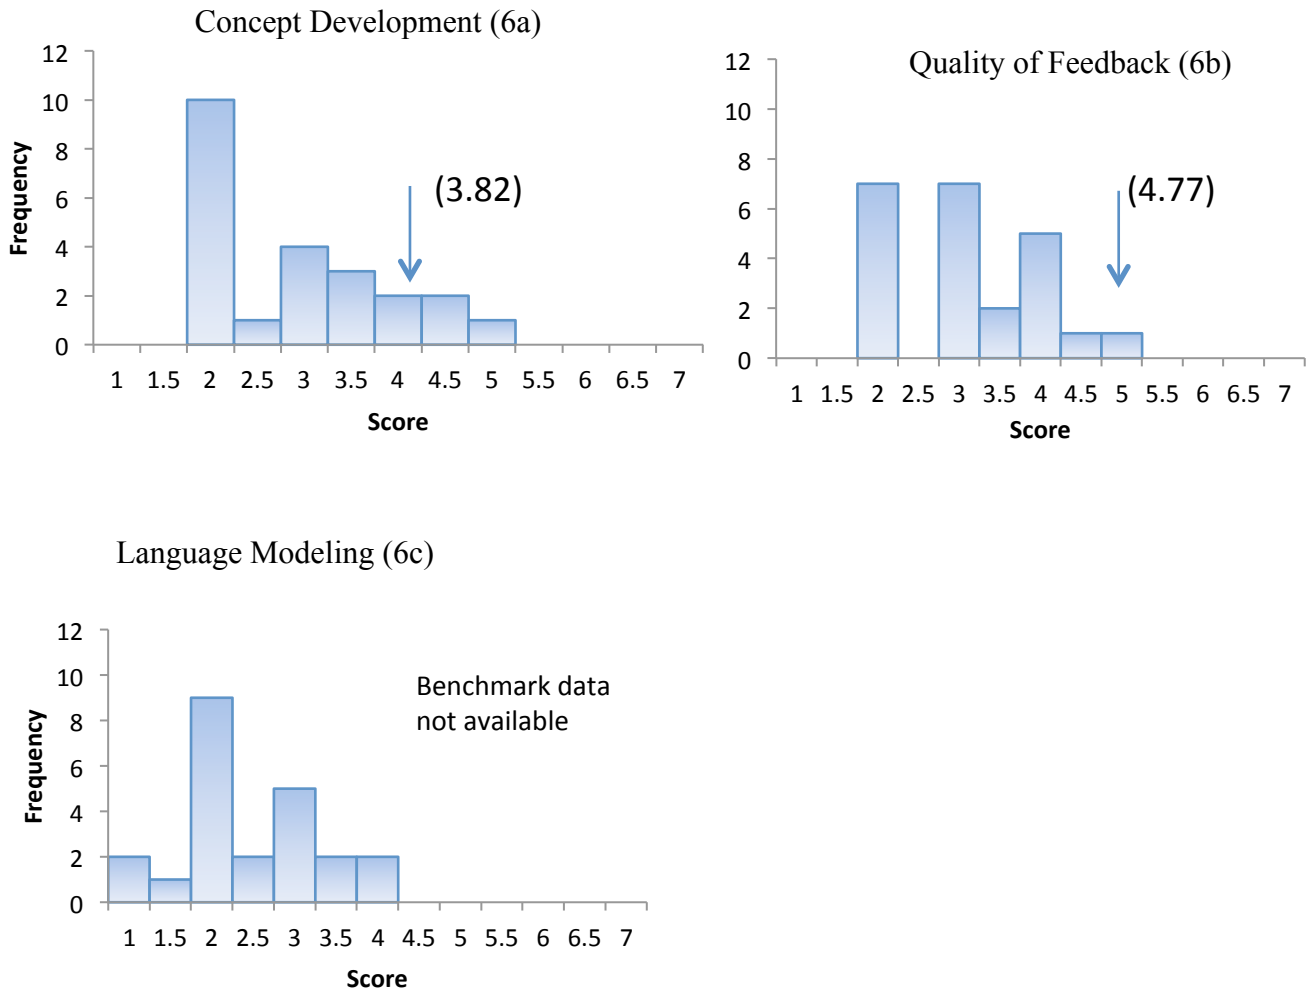 Concept Development (6a)
12
10
8
6
4
2
0
Frequency
(3.82)
1 1.5 2 2.5 3 3.5 4 4.5 5 5.5 6 6.5 7
Score
Quality of Feedback (6b)
12
10
8
6
4
2
0
(4.77)
1 1.5 2 2.5 3 3.5 4 4.5 5 5.5 6 6.5 7
Score
Language Modeling (6c)
12
10
8
6
4
2
0
Frequency
Benchmark data
not available
1 1.5 2 2.5 3 3.5 4 4.5 5 5.5 6 6.5 7
Score